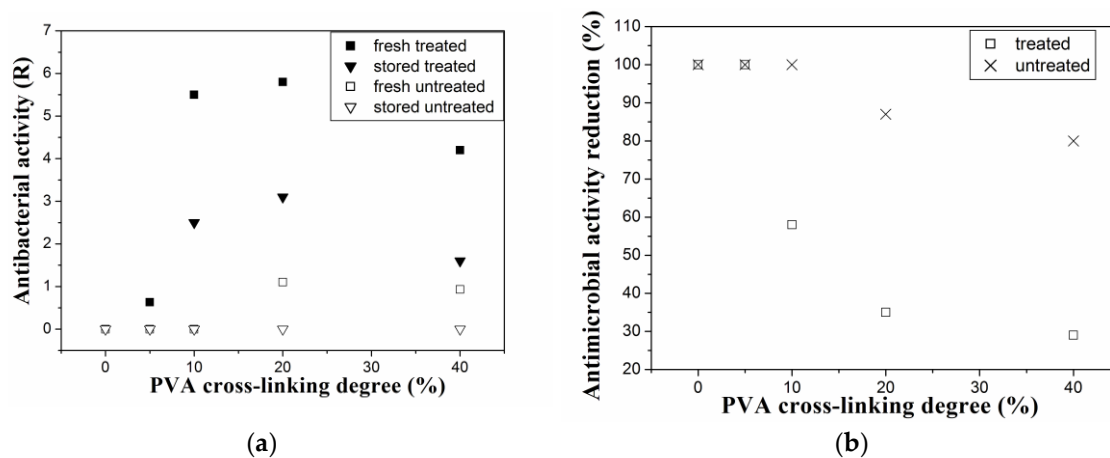 7
6
5
4
3
2
1
0
Antibacterial activity (R)
fresh treated
stored treated
fresh untreated
stored untreated
0 10 20 30 40
PVA cross-linking degree (%)
(a)
110
100
90
80
70
60
50
40
30
20
Antimicrobial activity reduction (%)
treated
untreated
0 10 20 30 40
PVA cross-linking degree (%)
(b)